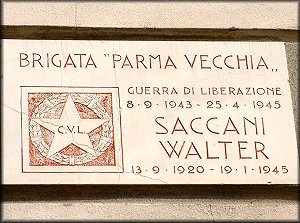 BRIGATA "PARMA VECCHIA,,
GUERRA DI LIBERAZIONE
8-9-1943-25-4-1945
C.V.L.
SACCANI
WALTER
13-9-1920-19-1-1945